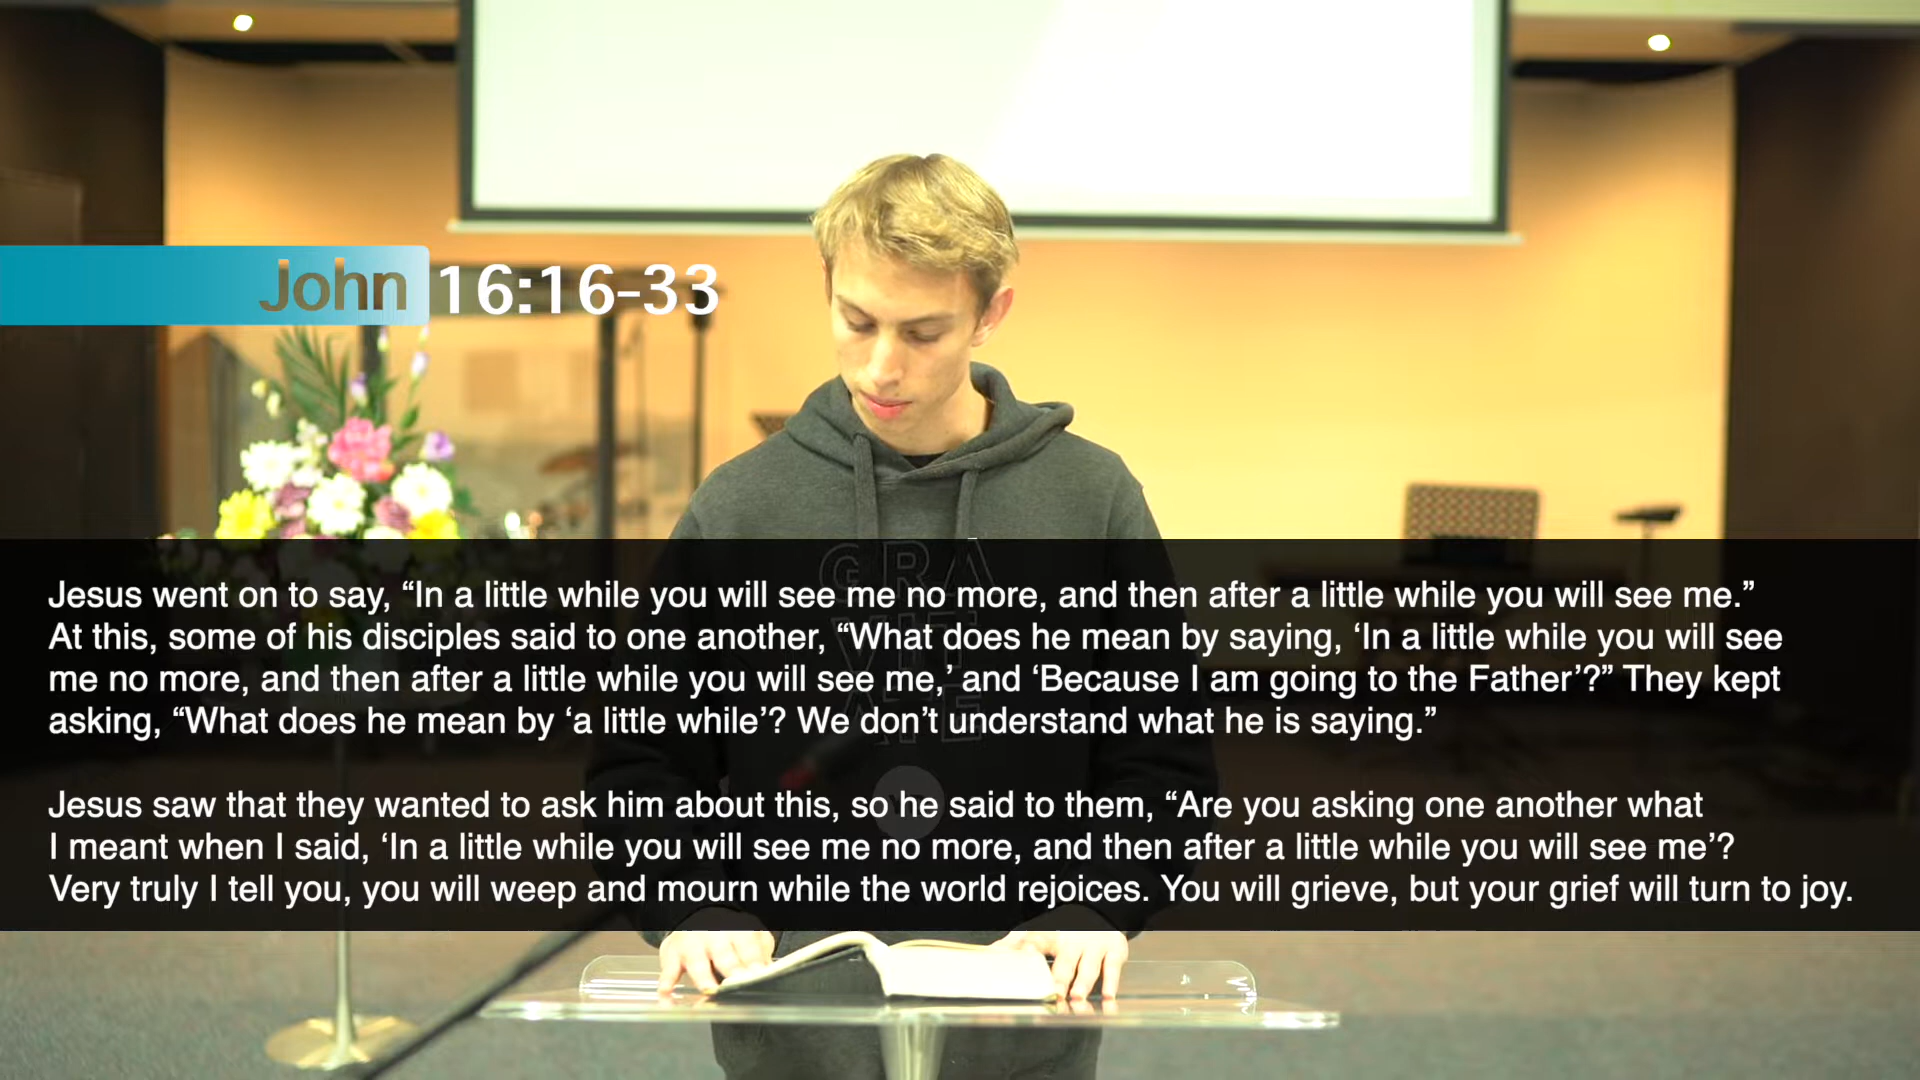 John 16:16-33
GRA
Jesus went on to say, “In a little while you will see me no more, and then after a little while you will see me.”
At this, some of his disciples said to one another, “What does he mean by saying, ‘In a little while you will see
me no more, and then after a little while you will see me,’ and ‘Because I am going to the Father’?” They kept
asking, “What does he mean by ‘a little while’? We don’t understand what he is saying.”
Jesus saw that they wanted to ask him about this, so he said to them, “Are you asking one another what
I meant when I said, ‘In a little while you will see me no more, and then after a little while you will see me’?
Very truly I tell you, you will weep and mourn while the world rejoices. You will grieve, but your grief will turn to joy.